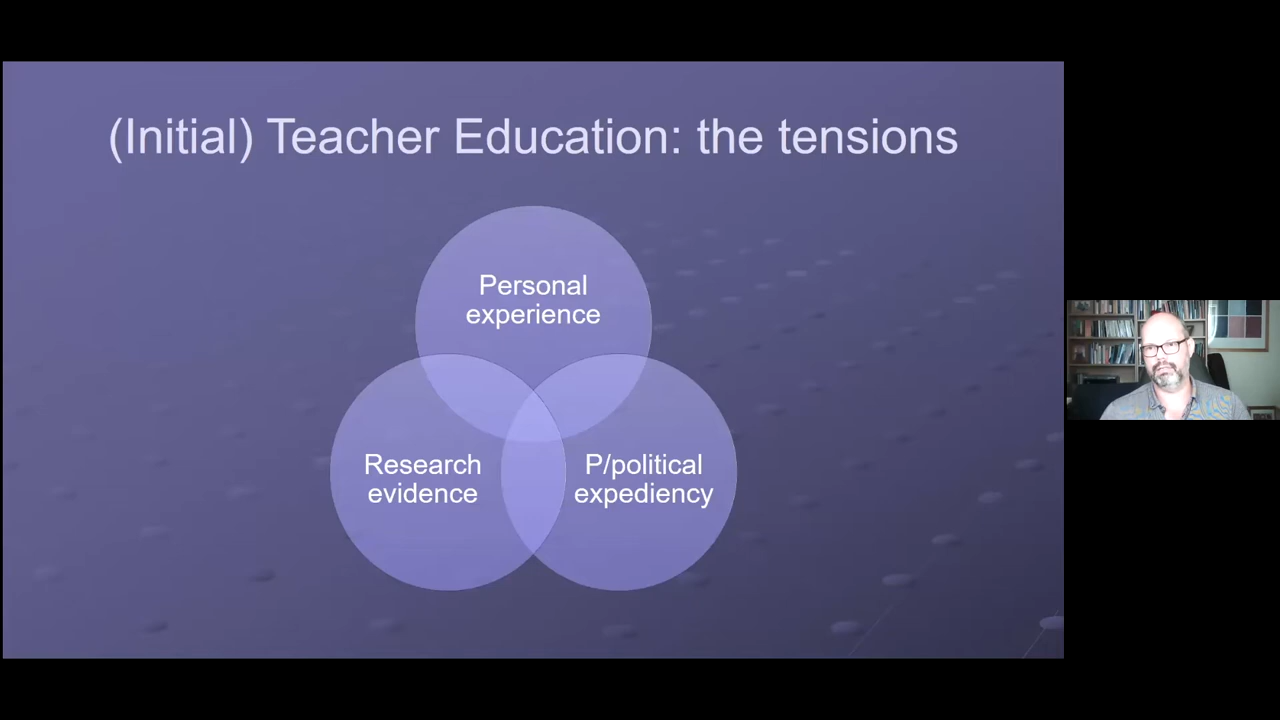 (Initial) Teacher Education: the tensions
Personal
experience
Research
evidence
P/political
expediency